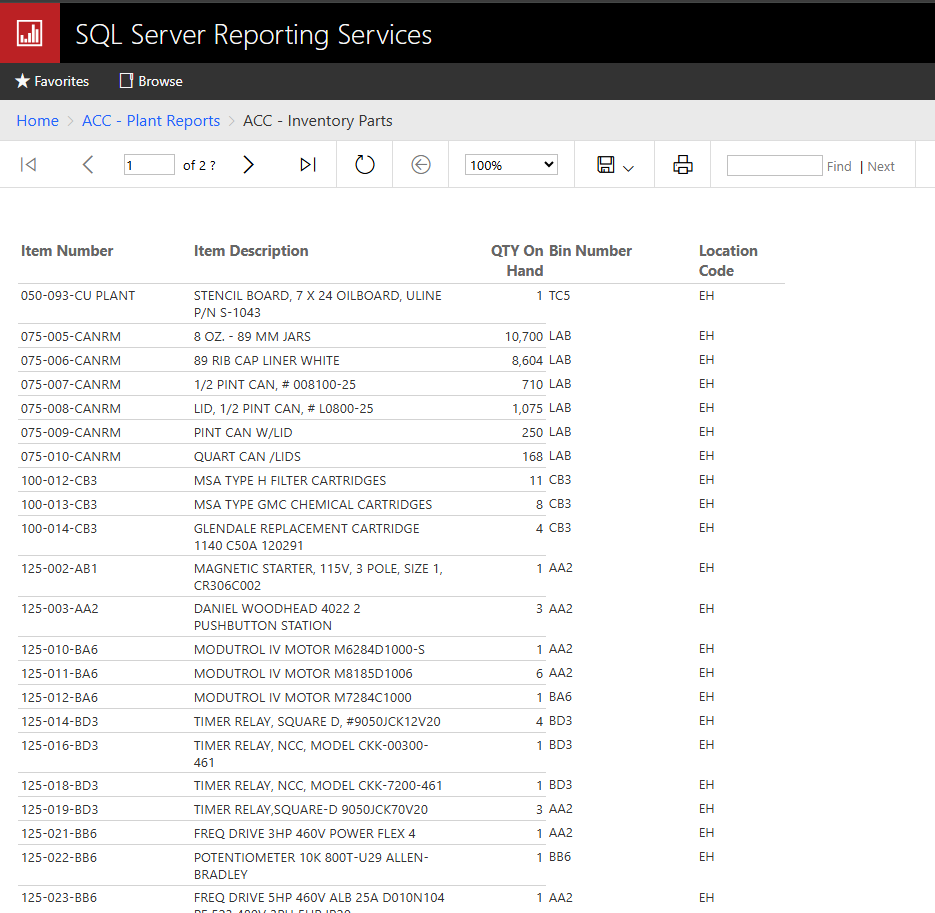 SQL Server Reporting Services
Favorites Browse
Home > ACC - Plant Reports > ACC - Inventory Parts
1 of 2 ? 100% Find | Next
Item Number Item Description QTY On Hand Bin Number Location Code
050-093-CU PLANT STENCIL BOARD, 7 X 24 OILBOARD, ULINE 1 TC5 EH
P/N S-1043
075-005-CANRM 8 OZ. - 89 MM JARS 10,700 LAB EH
075-006-CANRM 89 RIB CAP LINER WHITE 8,604 LAB EH
075-007-CANRM 1/2 PINT CAN, # 008100-25 710 LAB EH
075-008-CANRM LID, 1/2 PINT CAN, # L0800-25 1,075 LAB EH
075-009-CANRM PINT CAN W/LID 250 LAB EH
075-010-CANRM QUART CAN /LIDS 168 LAB EH
100-012-CB3 MSA TYPE H FILTER CARTRIDGES 11 CB3 EH
100-013-CB3 MSA TYPE GMC CHEMICAL CARTRIDGES 8 CB3 EH
100-014-CB3 GLENDALE REPLACEMENT CARTRIDGE 4 CB3 EH
1140 C50A 120291
125-002-AB1 MAGNETIC STARTER, 115V, 3 POLE, SIZE 1, 1 AA2 EH
CR306C002
125-003-AA2 DANIEL WOODHEAD 4022 2 3 AA2 EH
PUSHBUTTON STATION
125-010-BA6 MODUTROL IV MOTOR M6284D1000-S 1 AA2 EH
125-011-BA6 MODUTROL IV MOTOR M8185D1006 6 AA2 EH
125-012-BA6 MODUTROL IV MOTOR M7284C1000 1 BA6 EH
125-014-BD3 TIMER RELAY, SQUARE D, #9050JCK12V20 4 BD3 EH
125-016-BD3 TIMER RELAY, NCC, MODEL CKK-00300- 1 BD3 EH
461
125-018-BD3 TIMER RELAY, NCC, MODEL CKK-7200-461 1 BD3 EH
125-019-BD3 TIMER RELAY,SQUARE-D 9050JCK70V20 3 AA2 EH
125-021-BB6 FREQ DRIVE 3HP 460V POWER FLEX 4 1 AA2 EH
125-022-BB6 POTENTIOMETER 10K 800T-U29 ALLEN- 1 BB6 EH
BRADLEY
125-023-BB6 FREQ DRIVE 5HP 460V ALB 25A D010N104 1 AA2 EH